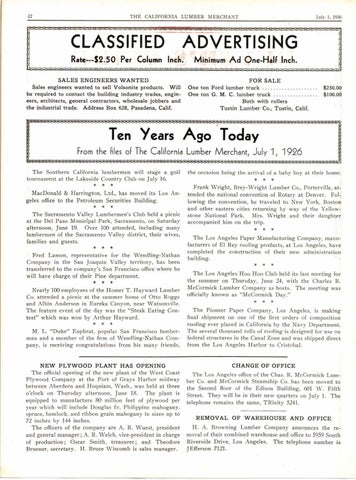 22
THE CALIFORNIA LUMBER MERCHANT
July 1, 1936
CLASSIFIED ADVERTISING
Rate---$2.50 Per Column Inch. Minimum Ad One-Half Inch.
SALES ENGINEERS WANTED
Sales engineers wanted to sell Vabonite products. Will
be required to contact the building industry trades, engin-
eers, architects, general contractors, wholesale jobbers and
the industrial trade. Address Box 628, Pasadena, Calif.
FOR SALE
One ton Ford lumber truck ........................ $250.00
One ton G. M. C. lumber truck .................... $100.00
Both with rollers
Tustin Lumber Co., Tustin, Calif.
Ten Years Ago Today
From the files of The California Lumber Merchant, July 1, 1926
The Southern California lumbermen will stage a golf
tournament at the Lakeside Country Club on July 16.
* * *
MacDonald & Harrington, Ltd., has moved its Los An-
geles office to the Petroleum Securities Building.
* * *
The Sacramento Valley Lumbermen's Club held a picnic
at the Del Paso Municipal Park, Sacramento, on Saturday
afternoon, June 19. Over 100 attended, including many
lumbermen of the Sacramento Valley district, their wives,
families and guests.
* * *
Fred Lamon, representative for the Wendling-Nathan
Company in the San Joaquin Valley territory, has been
transferred to the company's San Francisco office where he
will have charge of their Pine department.
* * *
Nearly 100 employees of the Homer T. Hayward Lumber
Co. attended a picnic at the summer home of Otto Ruggs
and Albin Anderson in Eureka Canyon, near Watsonville.
The feature event of the day was the "Steak Eating Con-
test" which was won by Arthur Hayward.
* * *
M. L. "Duke" Euphrat, popular San Francisco lumber-
man and a member of the firm of Wendling-Nathan Com-
pany, is receiving congratulations from his many friends,
the occasion being the arrival of a baby boy at their home.
* * *
Frank Wright, Brey-Wright Lumber Co., Porterville, at-
tended the national convention of Rotary at Denver. Fol-
lowing the convention, he traveled to New York, Boston
and other eastern cities returning by way of the Yellow-
stone National Park. Mrs. Wright and their daughter
accompanied him on the trip.
* * *
The Los Angeles Paper Manufacturing Company, manu-
facturers of El Rey roofing products, at Los Angeles, have
completed the construction of their new administration
building.
* * *
The Los Angeles Hoo Hoo Club held its last meeting for
the summer on Thursday, June 24, with the Charles R.
McCormick Lumber Company as hosts. The meeting was
officially known as "McCormick Day."
* * *
The Pioneer Paper Company, Los Angeles, is making
final shipments on one of the first orders of composition
roofing ever placed in California by the Navy Department.
The several thousand rolls of roofing is designed for use in
federal structures in the Canal Zone and was shipped direct
from the Los Angeles Harbor to Cristobal.
NEW PLYWOOD PLANT HAS OPENING
The official opening of the new plant of the West Coast
Plywood Company at the Port of Grays Harbor midway
between Aberdeen and Hoquiam, Wash., was held at three
o'clock on Thursday afternoon, June 18. The plant is
equipped to manufacture 80 million feet of plywood per
year which will include Douglas fir, Philippine mahogany,
spruce, hemlock, and ribbon grain mahogany in sizes up to
72 inches by 144 inches.
The officers of the company are A. R. Wuest, president
and general manager; A. R. Welch, vice-president in charge
of production; Oscar Smith, treasurer; and Theodore
Bruener, secretary. H. Bruce Wiscomb is sales manager.
CHANGE OF OFFICE
The Los Angeles office of the Chas. R. McCormick Lum-
ber Co. and McCormick Steamship Co. has been moved to
the Second floor of the Edison Building, 601 W. Fifth
Street. They will be in their new quarters on July 1. The
telephone remains the same, TRinity 5241.
REMOVAL OF WAREHOUSE AND OFFICE
H. A. Browning Lumber Company announces the re-
moval of their combined warehouse and office to 5959 South
Riverside Drive, Los Angeles. The telephone number is
JEfferson 7121.